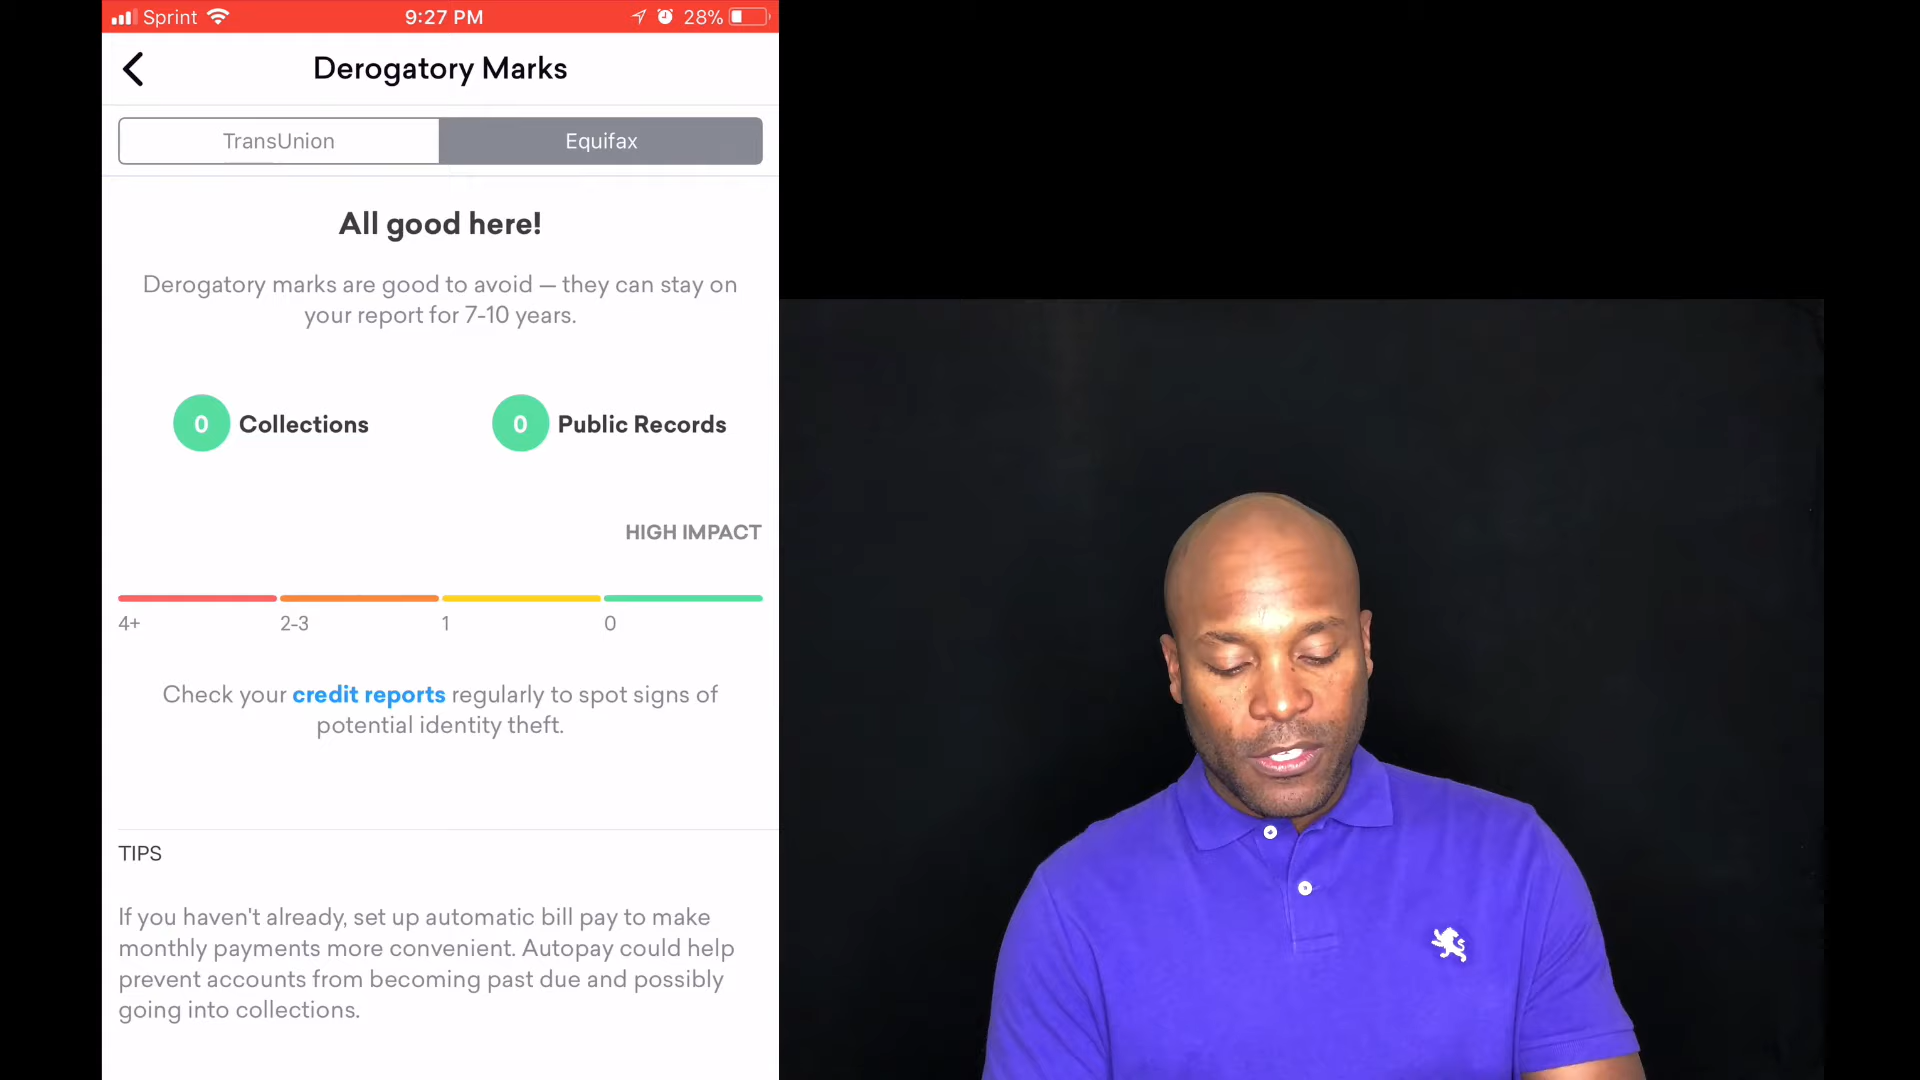 Sprint 9:27 PM 28%
Derogatory Marks
TransUnion Equifax
All good here!
Derogatory marks are good to avoid — they can stay on
your report for 7-10 years.
0 Collections 0 Public Records
HIGH IMPACT
4+ 2-3 1 0
Check your credit reports regularly to spot signs of
potential identity theft.
TIPS
If you haven't already, set up automatic bill pay to make
monthly payments more convenient. Autopay could help
prevent accounts from becoming past due and possibly
going into collections.